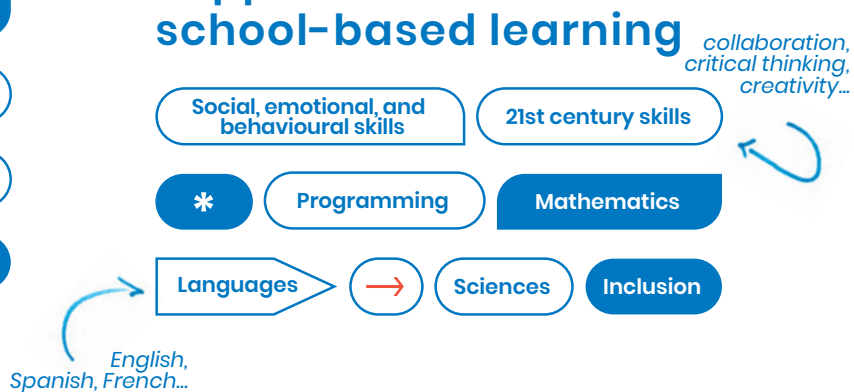 school-based learning
collaboration,
critical thinking,
creativity...
Social, emotional, and
behavioural skills
21st century skills
*
Programming
Mathematics
Languages
→
Sciences
Inclusion
English,
Spanish, French...